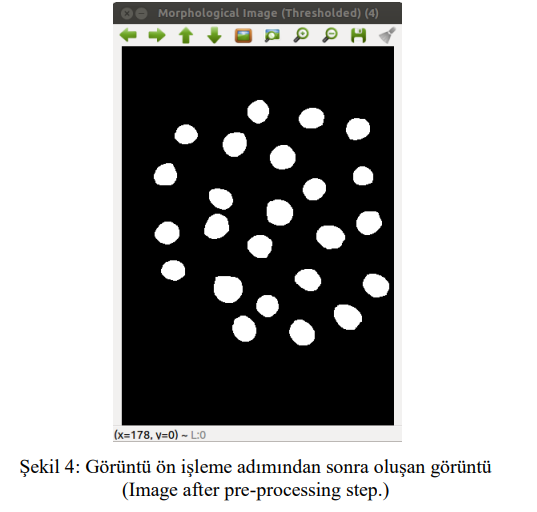 Morphological Image (Thresholded) (4)
(x=178, y=0) ~ L:0
Şekil 4: Görüntü ön işleme adımından sonra oluşan görüntü
(Image after pre-processing step.)